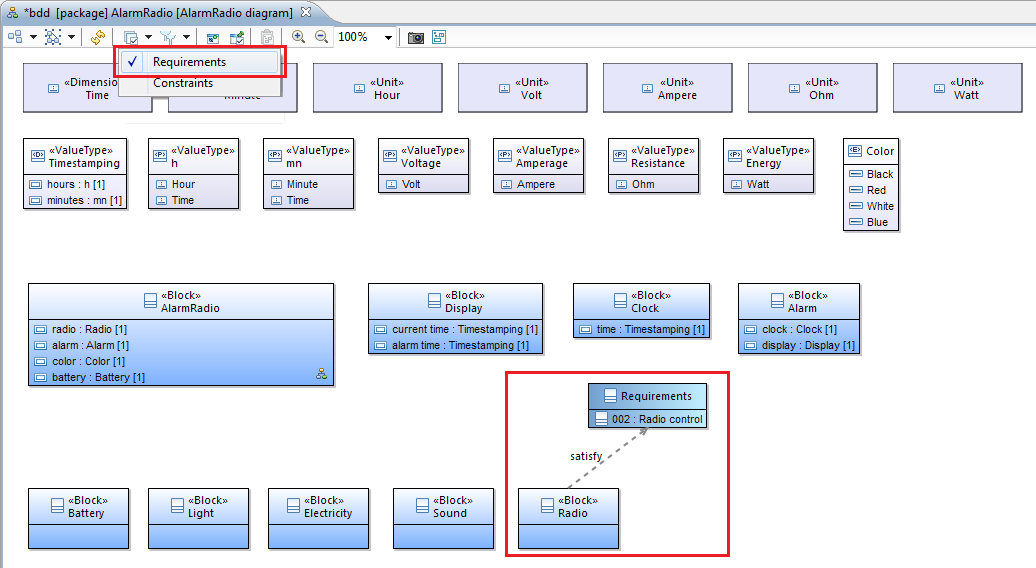 *bdd [package] AlarmRadio [AlarmRadio diagram]
100%
Requirements
Constraints
«Dimensio
Time
Minute
«Unit»
Hour
«Unit»
Volt
«Unit»
Ampere
«Unit»
Ohm
«Unit»
Watt
«ValueType»
Timestamping
hours : h [1]
minutes : mn [1]
«ValueType»
h
Hour
Time
«ValueType»
mn
Minute
Time
«ValueType»
Voltage
Volt
«ValueType»
Amperage
Ampere
«ValueType»
Resistance
Ohm
«ValueType»
Energy
Watt
Color
Black
Red
White
Blue
«Block»
AlarmRadio
radio : Radio [1]
alarm : Alarm [1]
color : Color [1]
battery : Battery [1]
«Block»
Display
current time : Timestamping [1]
alarm time : Timestamping [1]
«Block»
Clock
time : Timestamping [1]
«Block»
Alarm
clock : Clock [1]
display : Display [1]
Requirements
002 : Radio control
satisfy
«Block»
Battery
«Block»
Light
«Block»
Electricity
«Block»
Sound
«Block»
Radio